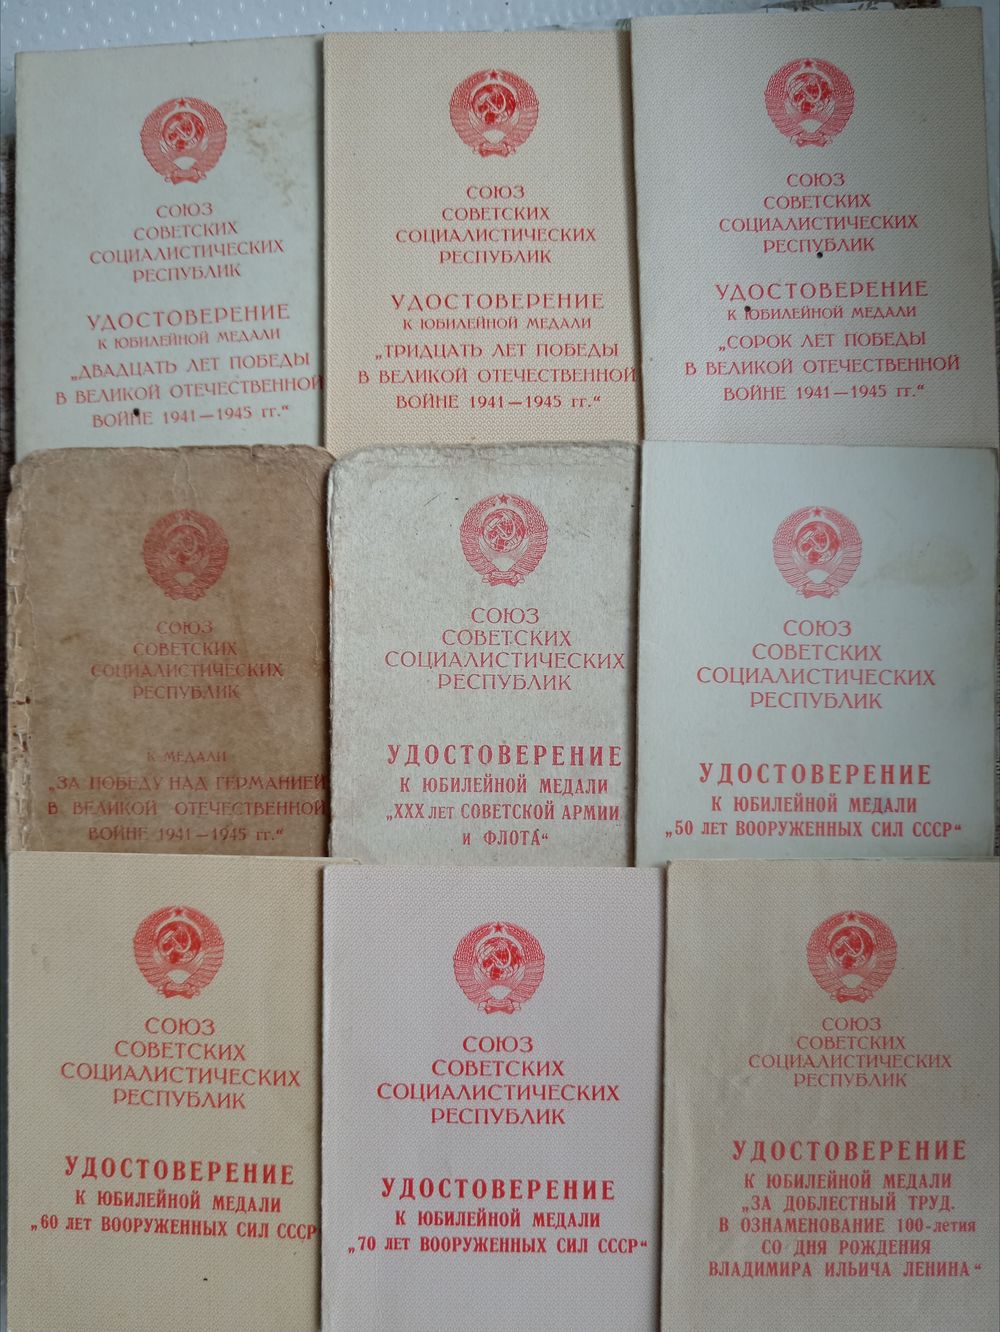 СОЮЗ
СОВЕТСКИХ
СОЦИАЛИСТИЧЕСКИХ
РЕСПУБЛИК
УДОСТОВЕРЕНИЕ
К ЮБИЛЕЙНОЙ МЕДАЛИ
„ДВАДЦАТЬ ЛЕТ ПОБЕДЫ
В ВЕЛИКОЙ ОТЕЧЕСТВЕННОЙ
ВОЙНЕ 1941—1945 гг.“
СОЮЗ
СОВЕТСКИХ
СОЦИАЛИСТИЧЕСКИХ
РЕСПУБЛИК
УДОСТОВЕРЕНИЕ
К ЮБИЛЕЙНОЙ МЕДАЛИ
„ТРИДЦАТЬ ЛЕТ ПОБЕДЫ
В ВЕЛИКОЙ ОТЕЧЕСТВЕННОЙ
ВОЙНЕ 1941—1945 гг.“
СОЮЗ
СОВЕТСКИХ
СОЦИАЛИСТИЧЕСКИХ
РЕСПУБЛИК
УДОСТОВЕРЕНИЕ
К ЮБИЛЕЙНОЙ МЕДАЛИ
„СОРОК ЛЕТ ПОБЕДЫ
В ВЕЛИКОЙ ОТЕЧЕСТВЕННОЙ
ВОЙНЕ 1941—1945 гг.“
СОЮЗ
СОВЕТСКИХ
СОЦИАЛИСТИЧЕСКИХ
РЕСПУБЛИК
К МЕДАЛИ
„ЗА ПОБЕДУ НАД ГЕРМАНИЕЙ
В ВЕЛИКОЙ ОТЕЧЕСТВЕННОЙ
ВОЙНЕ 1941—1945 гг.“
СОЮЗ
СОВЕТСКИХ
СОЦИАЛИСТИЧЕСКИХ
РЕСПУБЛИК
УДОСТОВЕРЕНИЕ
К ЮБИЛЕЙНОЙ МЕДАЛИ
„XXX лет СОВЕТСКОЙ АРМИИ
И ФЛОТА“
СОЮЗ
СОВЕТСКИХ
СОЦИАЛИСТИЧЕСКИХ
РЕСПУБЛИК
УДОСТОВЕРЕНИЕ
К ЮБИЛЕЙНОЙ МЕДАЛИ
„50 ЛЕТ ВООРУЖЕННЫХ СИЛ СССР“
СОЮЗ
СОВЕТСКИХ
СОЦИАЛИСТИЧЕСКИХ
РЕСПУБЛИК
УДОСТОВЕРЕНИЕ
К ЮБИЛЕЙНОЙ МЕДАЛИ
„60 ЛЕТ ВООРУЖЕННЫХ СИЛ СССР
СОЮЗ
СОВЕТСКИХ
СОЦИАЛИСТИЧЕСКИХ
РЕСПУБЛИК
УДОСТОВЕРЕНИЕ
К ЮБИЛЕЙНОЙ МЕДАЛИ
„70 ЛЕТ ВООРУЖЕННЫХ СИЛ СССР“
СОЮЗ
СОВЕТСКИХ
СОЦИАЛИСТИЧЕСКИХ
РЕСПУБЛИК
УДОСТОВЕРЕНИЕ
К ЮБИЛЕЙНОЙ МЕДАЛИ
„ЗА ДОБЛЕСТНЫЙ ТРУД.
В ОЗНАМЕНОВАНИЕ 100-летия
СО ДНЯ РОЖДЕНИЯ
ВЛАДИМИРА ИЛЬИЧА ЛЕНИНА“